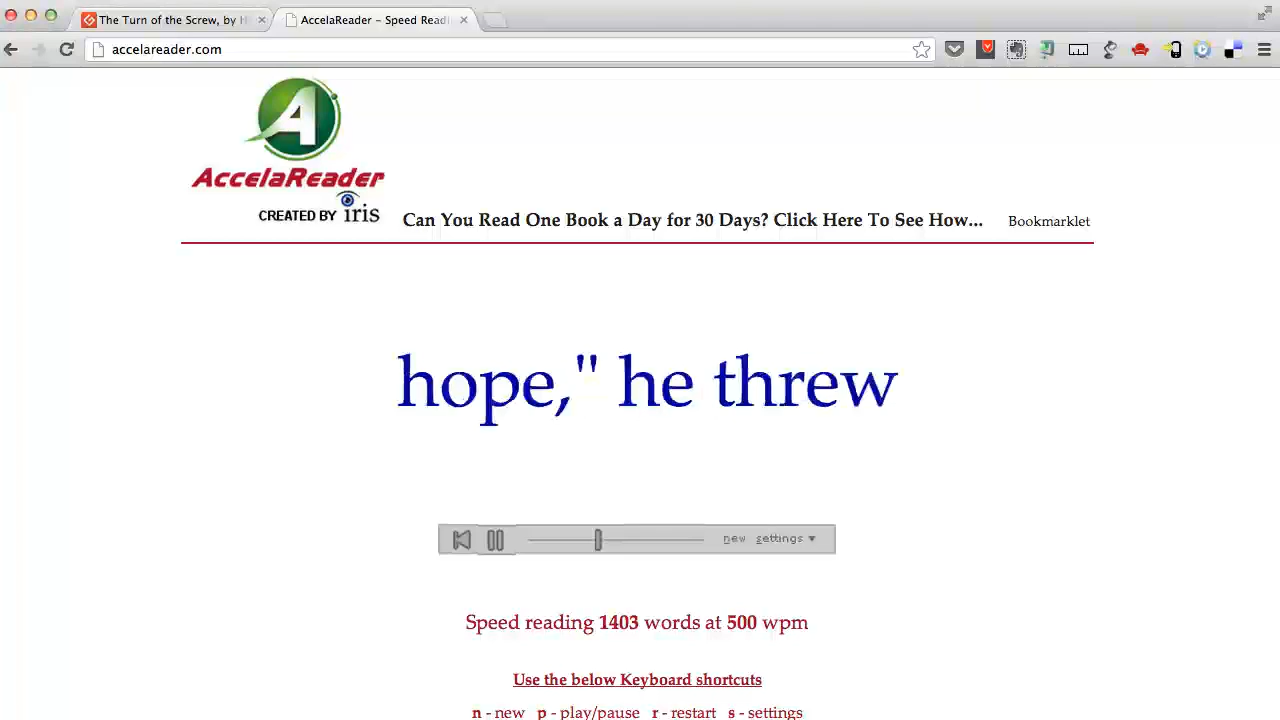 The Turn of the Screw, by H
AccelaReader – Speed Readi
accelareader.com
A
AccelaReader
CREATED BY iris
Can You Read One Book a Day for 30 Days? Click Here To See How...
Bookmarklet
hope," he threw
new settings
Speed reading 1403 words at 500 wpm
Use the below Keyboard shortcuts
n - new p - play/pause r - restart s - settings